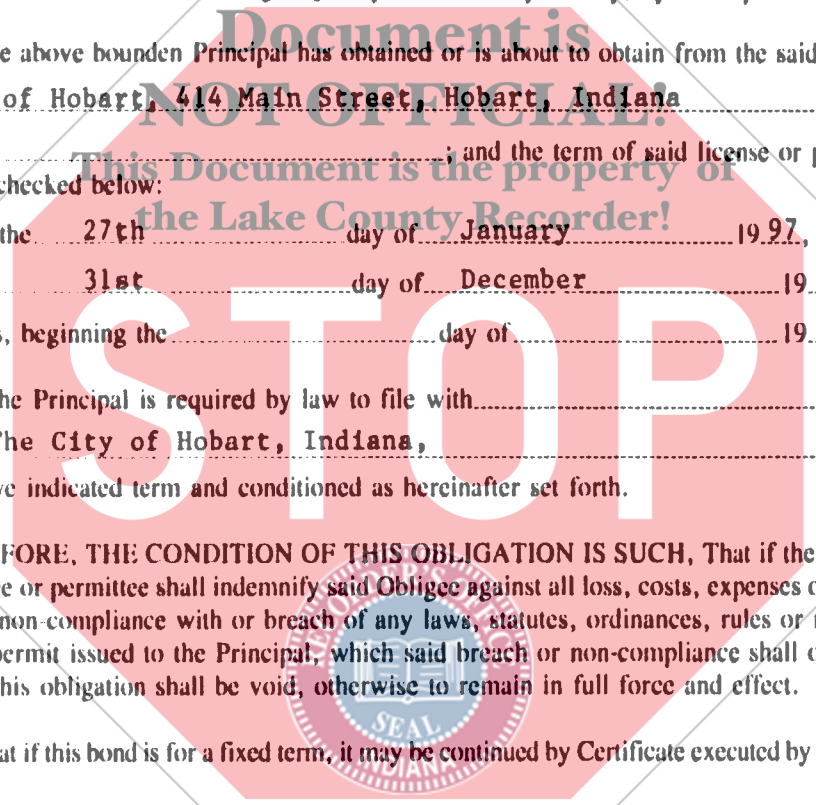 Document is
e above bounden Principal has obtained or is about to obtain from the said
NOT OFFICIAL!
of Hobart, 414 Main Street, Hobart, Indiana
; and the term of said license or p
This Document is the property of
checked below:
the Lake County Recorder!
the 27th day of January 19 97,
31st day of December 19
s, beginning the day of 19
STOP
he Principal is required by law to file with
The City of Hobart, Indiana,
ve indicated term and conditioned as hereinafter set forth.
FORE, THE CONDITION OF THIS OBLIGATION IS SUCH, That if the
e or permittee shall indemnify said Obligee against all loss, costs, expenses o
non-compliance with or breach of any laws, statutes, ordinances, rules or r
permit issued to the Principal, which said breach or non-compliance shall o
his obligation shall be void, otherwise to remain in full force and effect.
SEAL
INDIANA
at if this bond is for a fixed term, it may be continued by Certificate executed by